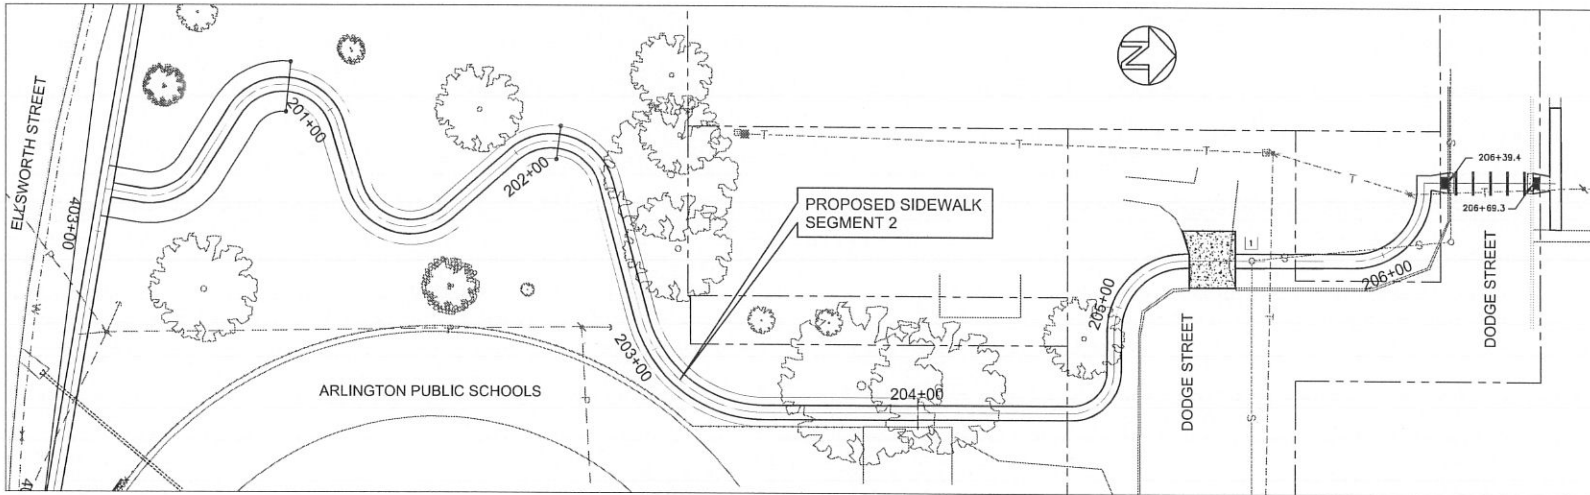 ELLSWORTH STREET
403+00
40
201+00
202+00
N
PROPOSED SIDEWALK
SEGMENT 2
203+00
ARLINGTON PUBLIC SCHOOLS
204+00
205+00
1
DODGE STREET
206+00
206+39.4
206+69.3
DODGE STREET
T
T
T
T
T
S
S
S
S
T
P
P
P
W